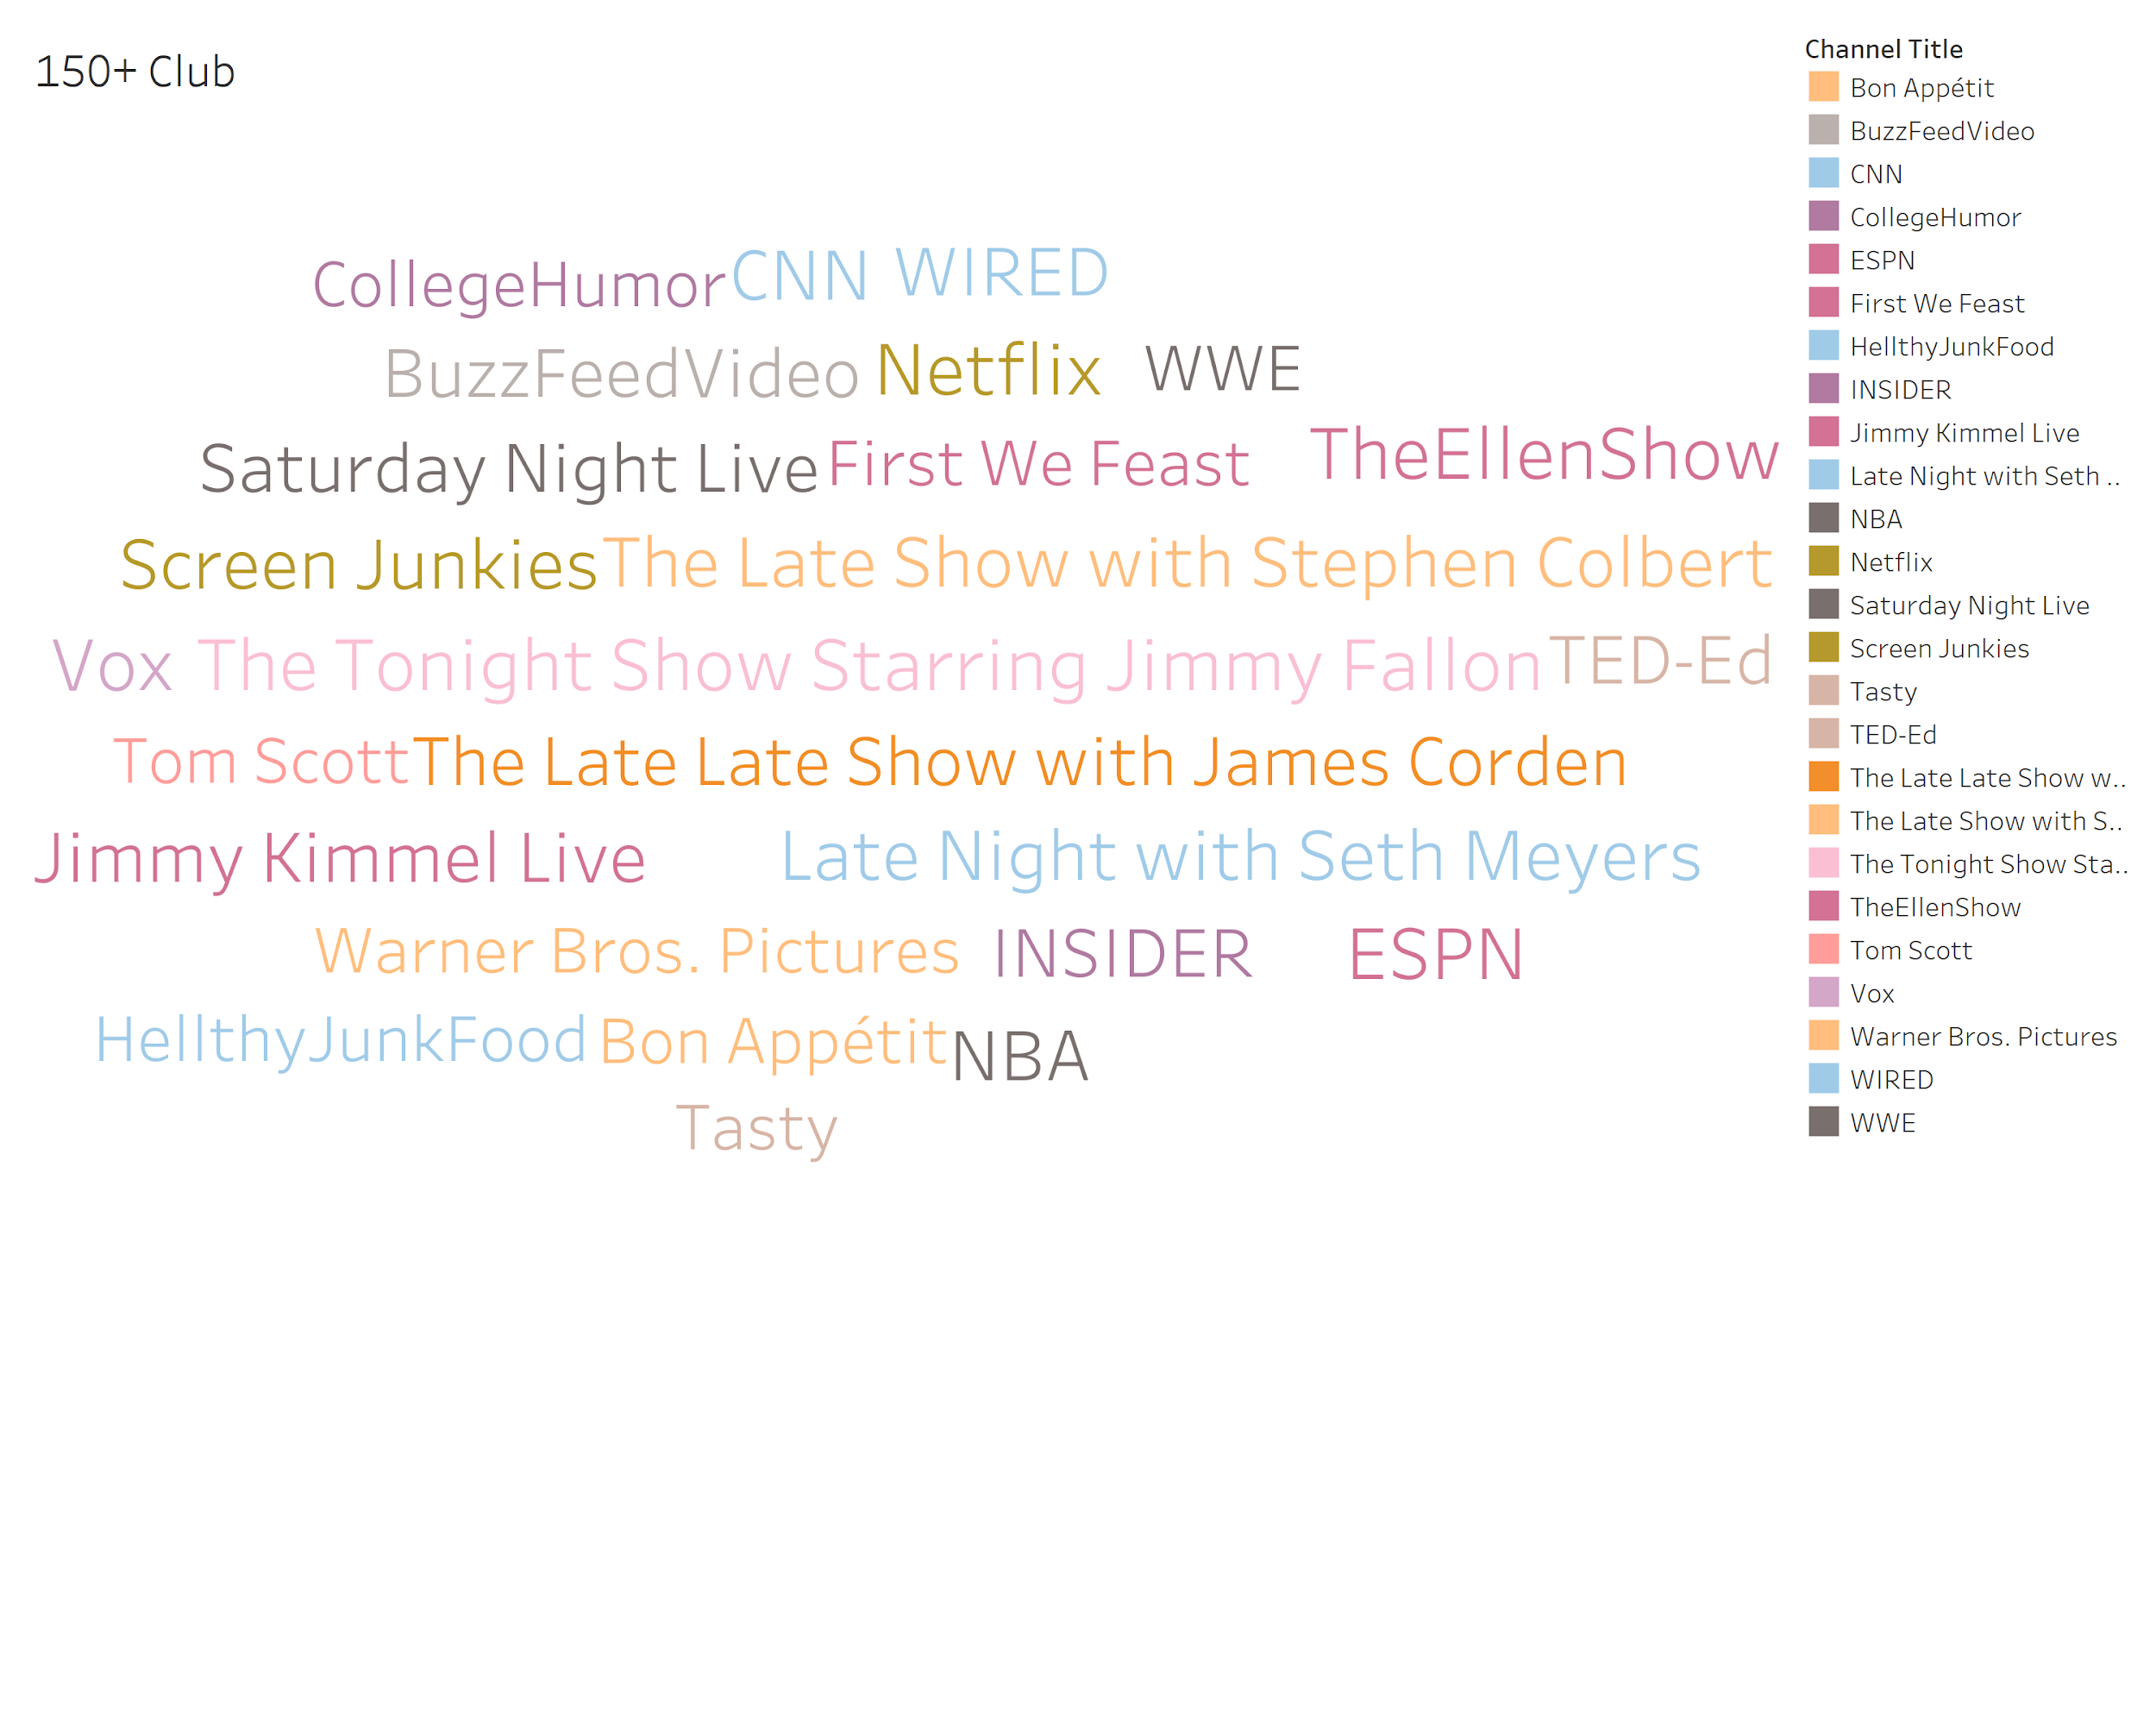 150+ Club
CollegeHumor CNN WIRED
BuzzFeedVideo Netflix WWE
Saturday Night Live First We Feast TheEllenShow
Screen Junkies The Late Show with Stephen Colbert
Vox The Tonight Show Starring Jimmy Fallon TED-Ed
Tom Scott The Late Late Show with James Corden
Jimmy Kimmel Live Late Night with Seth Meyers
Warner Bros. Pictures INSIDER ESPN
HellthyJunkFood Bon Appétit NBA
Tasty
Channel Title
Bon Appétit
BuzzFeedVideo
CNN
CollegeHumor
ESPN
First We Feast
HellthyJunkFood
INSIDER
Jimmy Kimmel Live
Late Night with Seth ..
NBA
Netflix
Saturday Night Live
Screen Junkies
Tasty
TED-Ed
The Late Late Show w..
The Late Show with S..
The Tonight Show Sta..
TheEllenShow
Tom Scott
Vox
Warner Bros. Pictures
WIRED
WWE